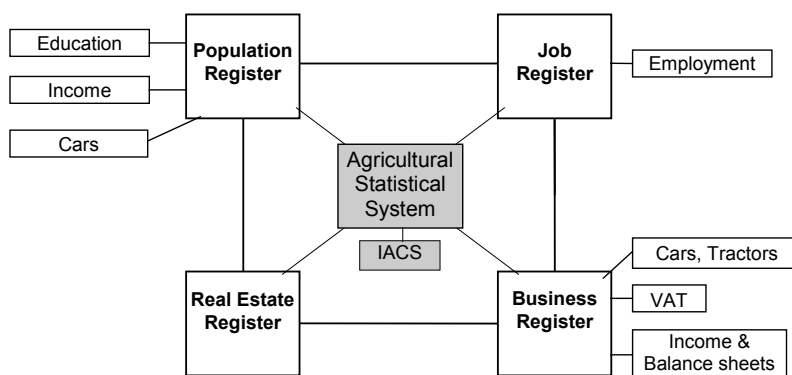 Education
Income
Cars
Population
Register
Job
Register
Employment
Agricultural
Statistical
System
IACS
Real Estate
Register
Business
Register
Cars, Tractors
VAT
Income &
Balance sheets